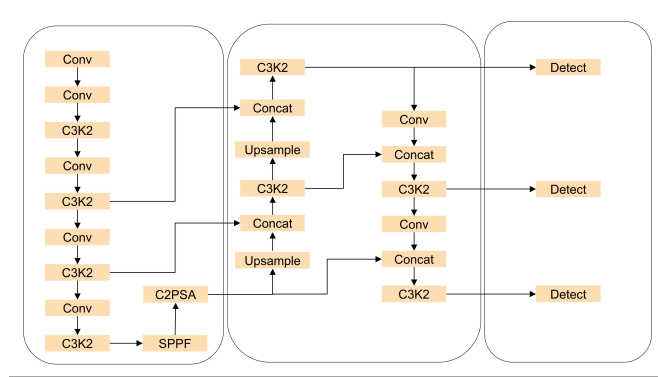 Conv
Conv
C3K2
Conv
C3K2
Conv
C3K2
Conv
C3K2
SPPF
C2PSA
C3K2
Concat
Upsample
C3K2
Concat
Upsample
Conv
Concat
C3K2
Conv
Concat
C3K2
Detect
Detect
Detect